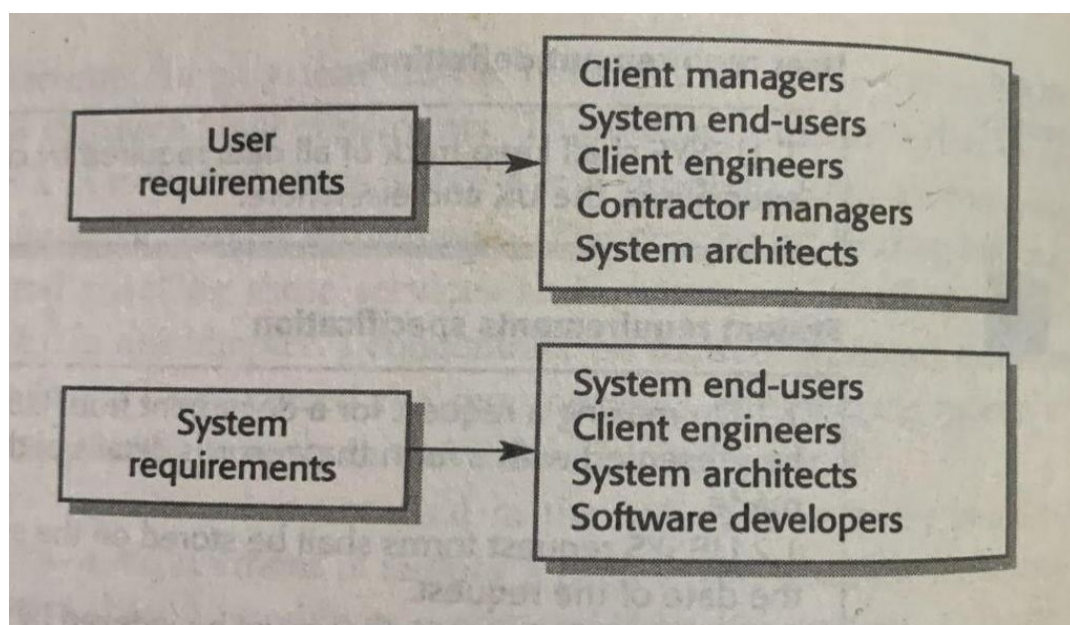 User
requirements
Client managers
System end-users
Client engineers
Contractor managers
System architects
System
requirements
System end-users
Client engineers
System architects
Software developers